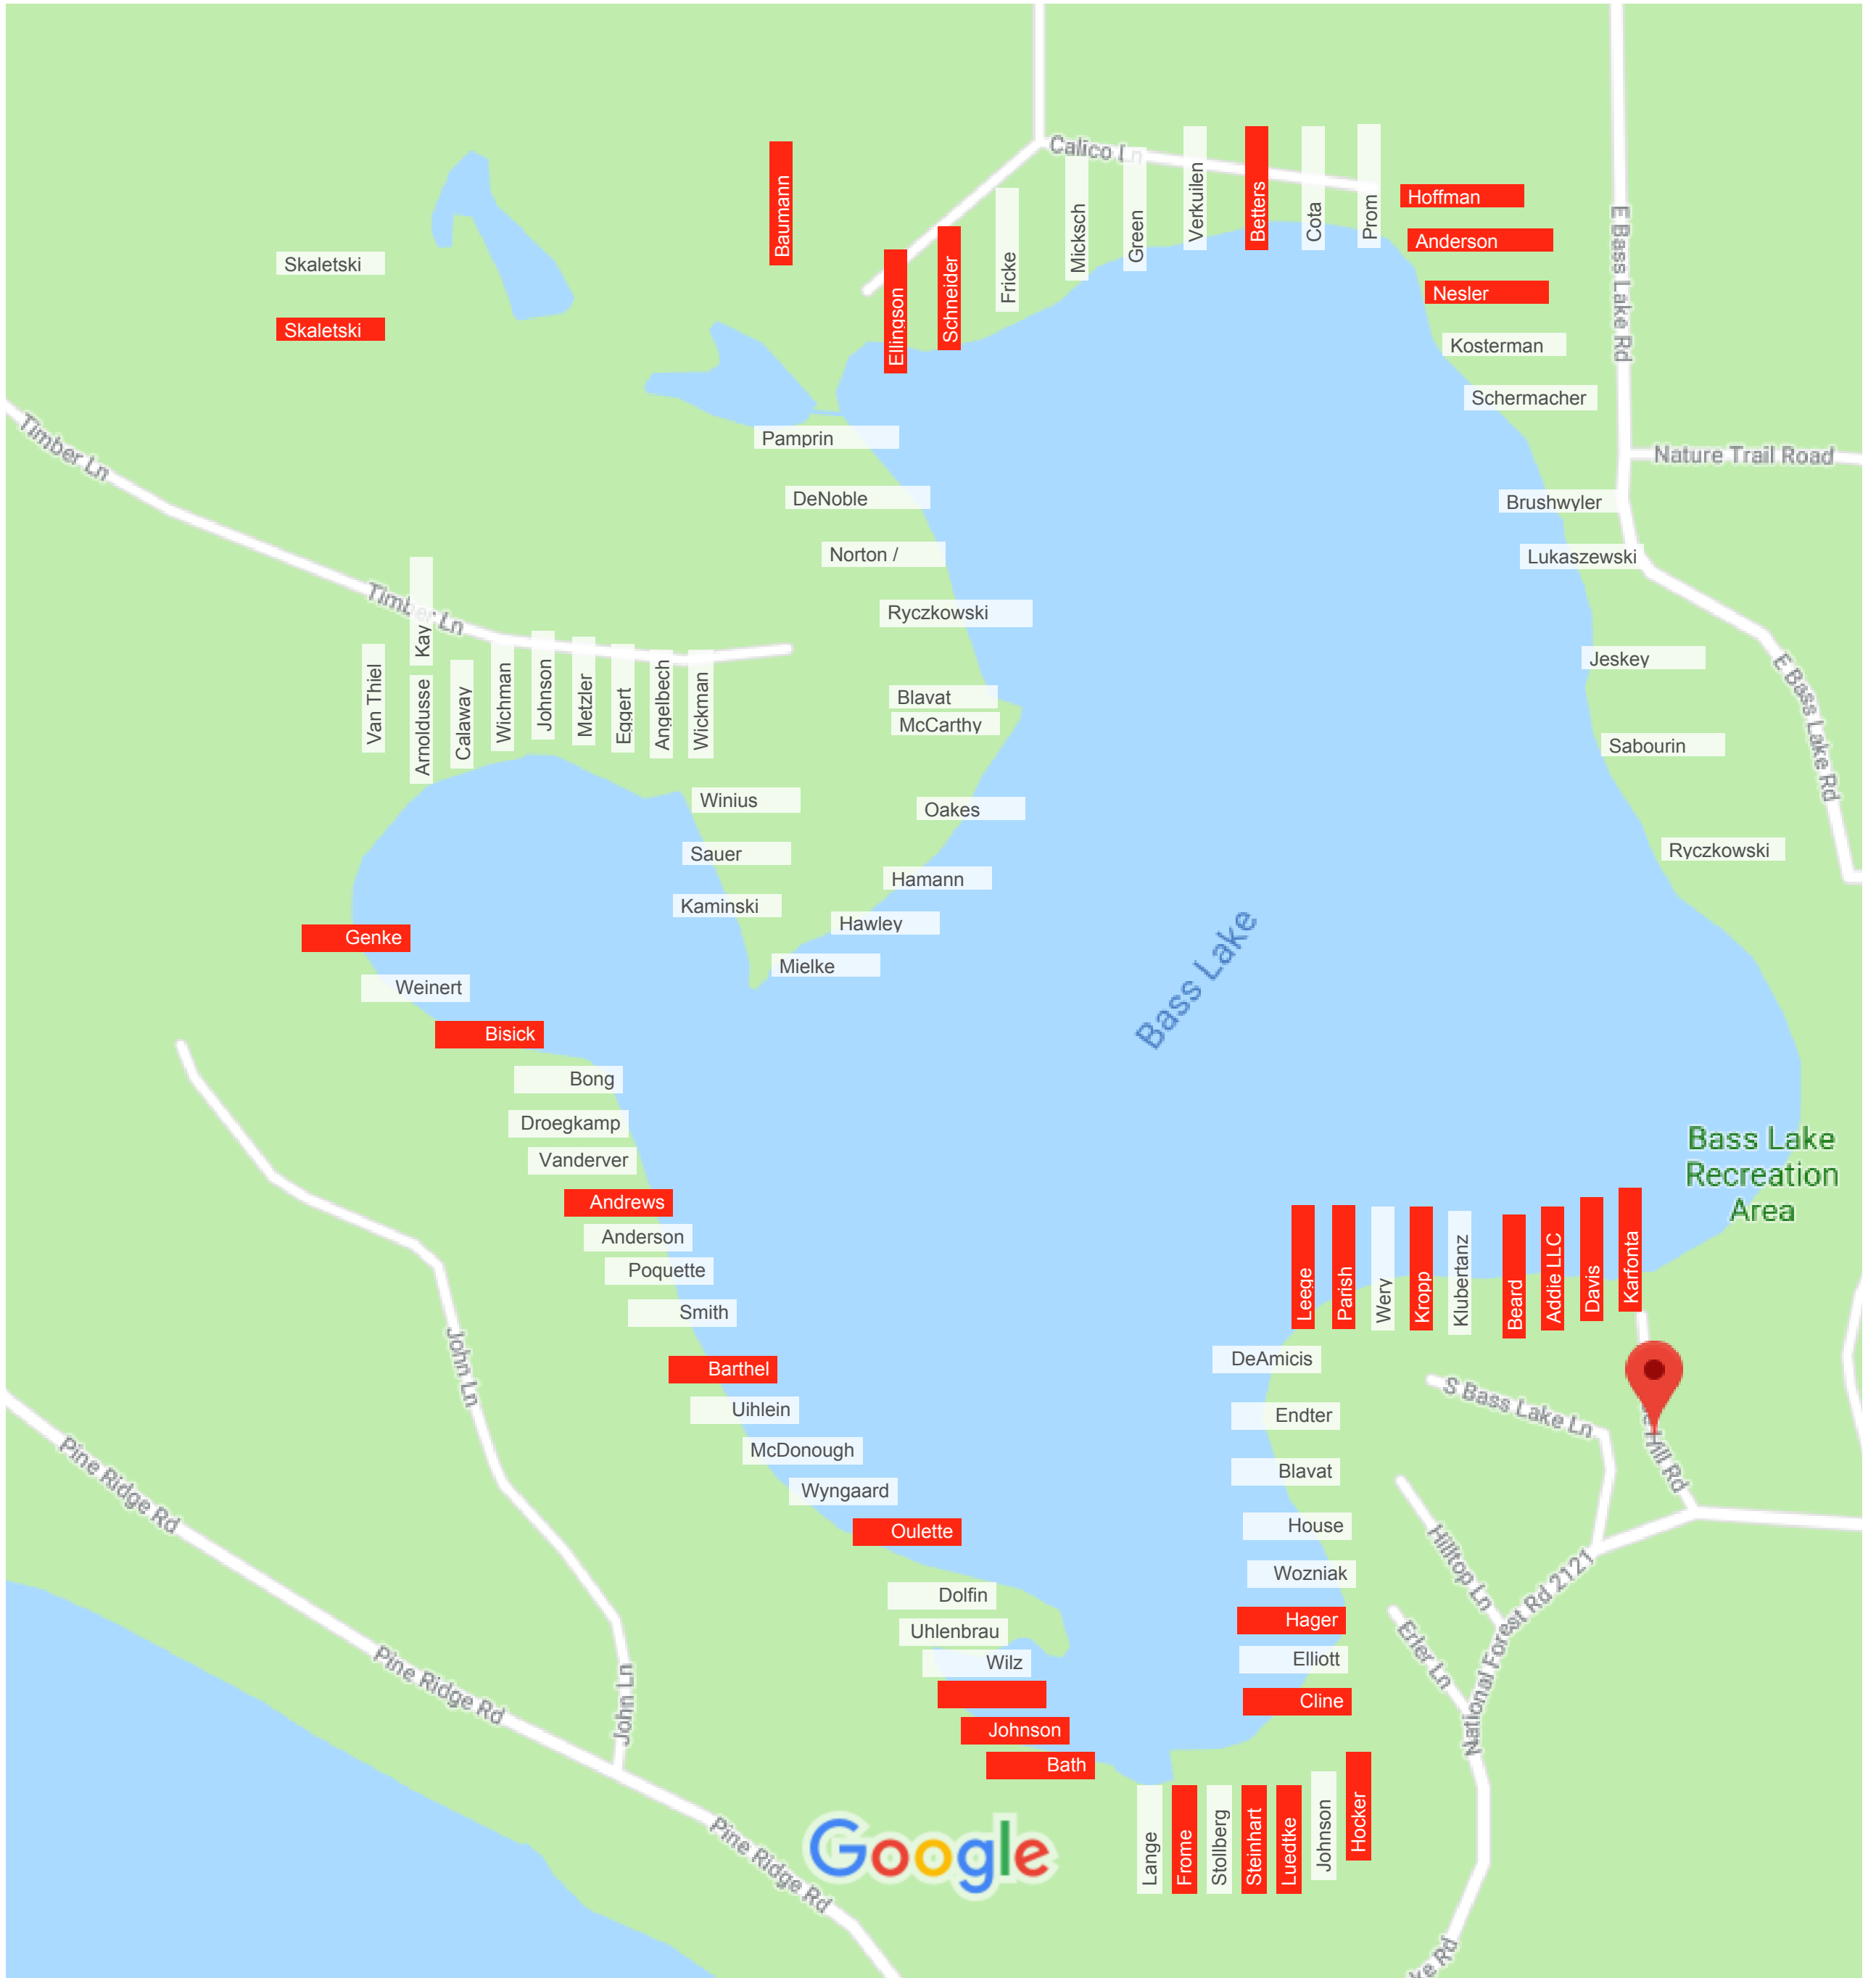 Calico Ln
Baumann
Ellingson
Schneider
Fricke
Micksch
Green
Verkuilen
Betters
Cota
Prom
Hoffman
Anderson
Nesler
Kosterman
Schermacher
E Bass Lake Rd
Nature Trail Road
Brushwyler
Lukaszewski
Jeskey
E Bass Lake Rd
Sabourin
Ryczkowski
Skaletski
Skaletski
Timber Ln
Timber Ln
Pamprin
DeNoble
Norton /
Ryczkowski
Blavat
McCarthy
Oakes
Hamann
Hawley
Mielke
Van Thiel
Kay
Arnoldusse
Calaway
Wichman
Johnson
Metzler
Eggert
Angelbech
Wickman
Winius
Sauer
Kaminski
Bass Lake
Genke
Weinert
Bisick
Bong
Droegkamp
Vanderver
Andrews
Anderson
Poquette
Smith
Barthel
Uihlein
McDonough
Wyngaard
Oulette
Dolfin
Uhlenbrau
Wilz
Johnson
Bath
Bass Lake
Recreation
Area
Leege
Parish
Wery
Kropp
Klubertanz
Beard
Addie LLC
Davis
Karfonta
DeAmicis
Endter
Blavat
House
Wozniak
Hager
Elliott
Cline
S Bass Lake Ln
Hill Rd
Hilltop Ln
Erler Ln
National Forest Rd 2121
John Ln
John Ln
Pine Ridge Rd
Pine Ridge Rd
Pine Ridge Rd
Google
Lange
Frome
Stollberg
Steinhart
Luedtke
Johnson
Hocker
Rd